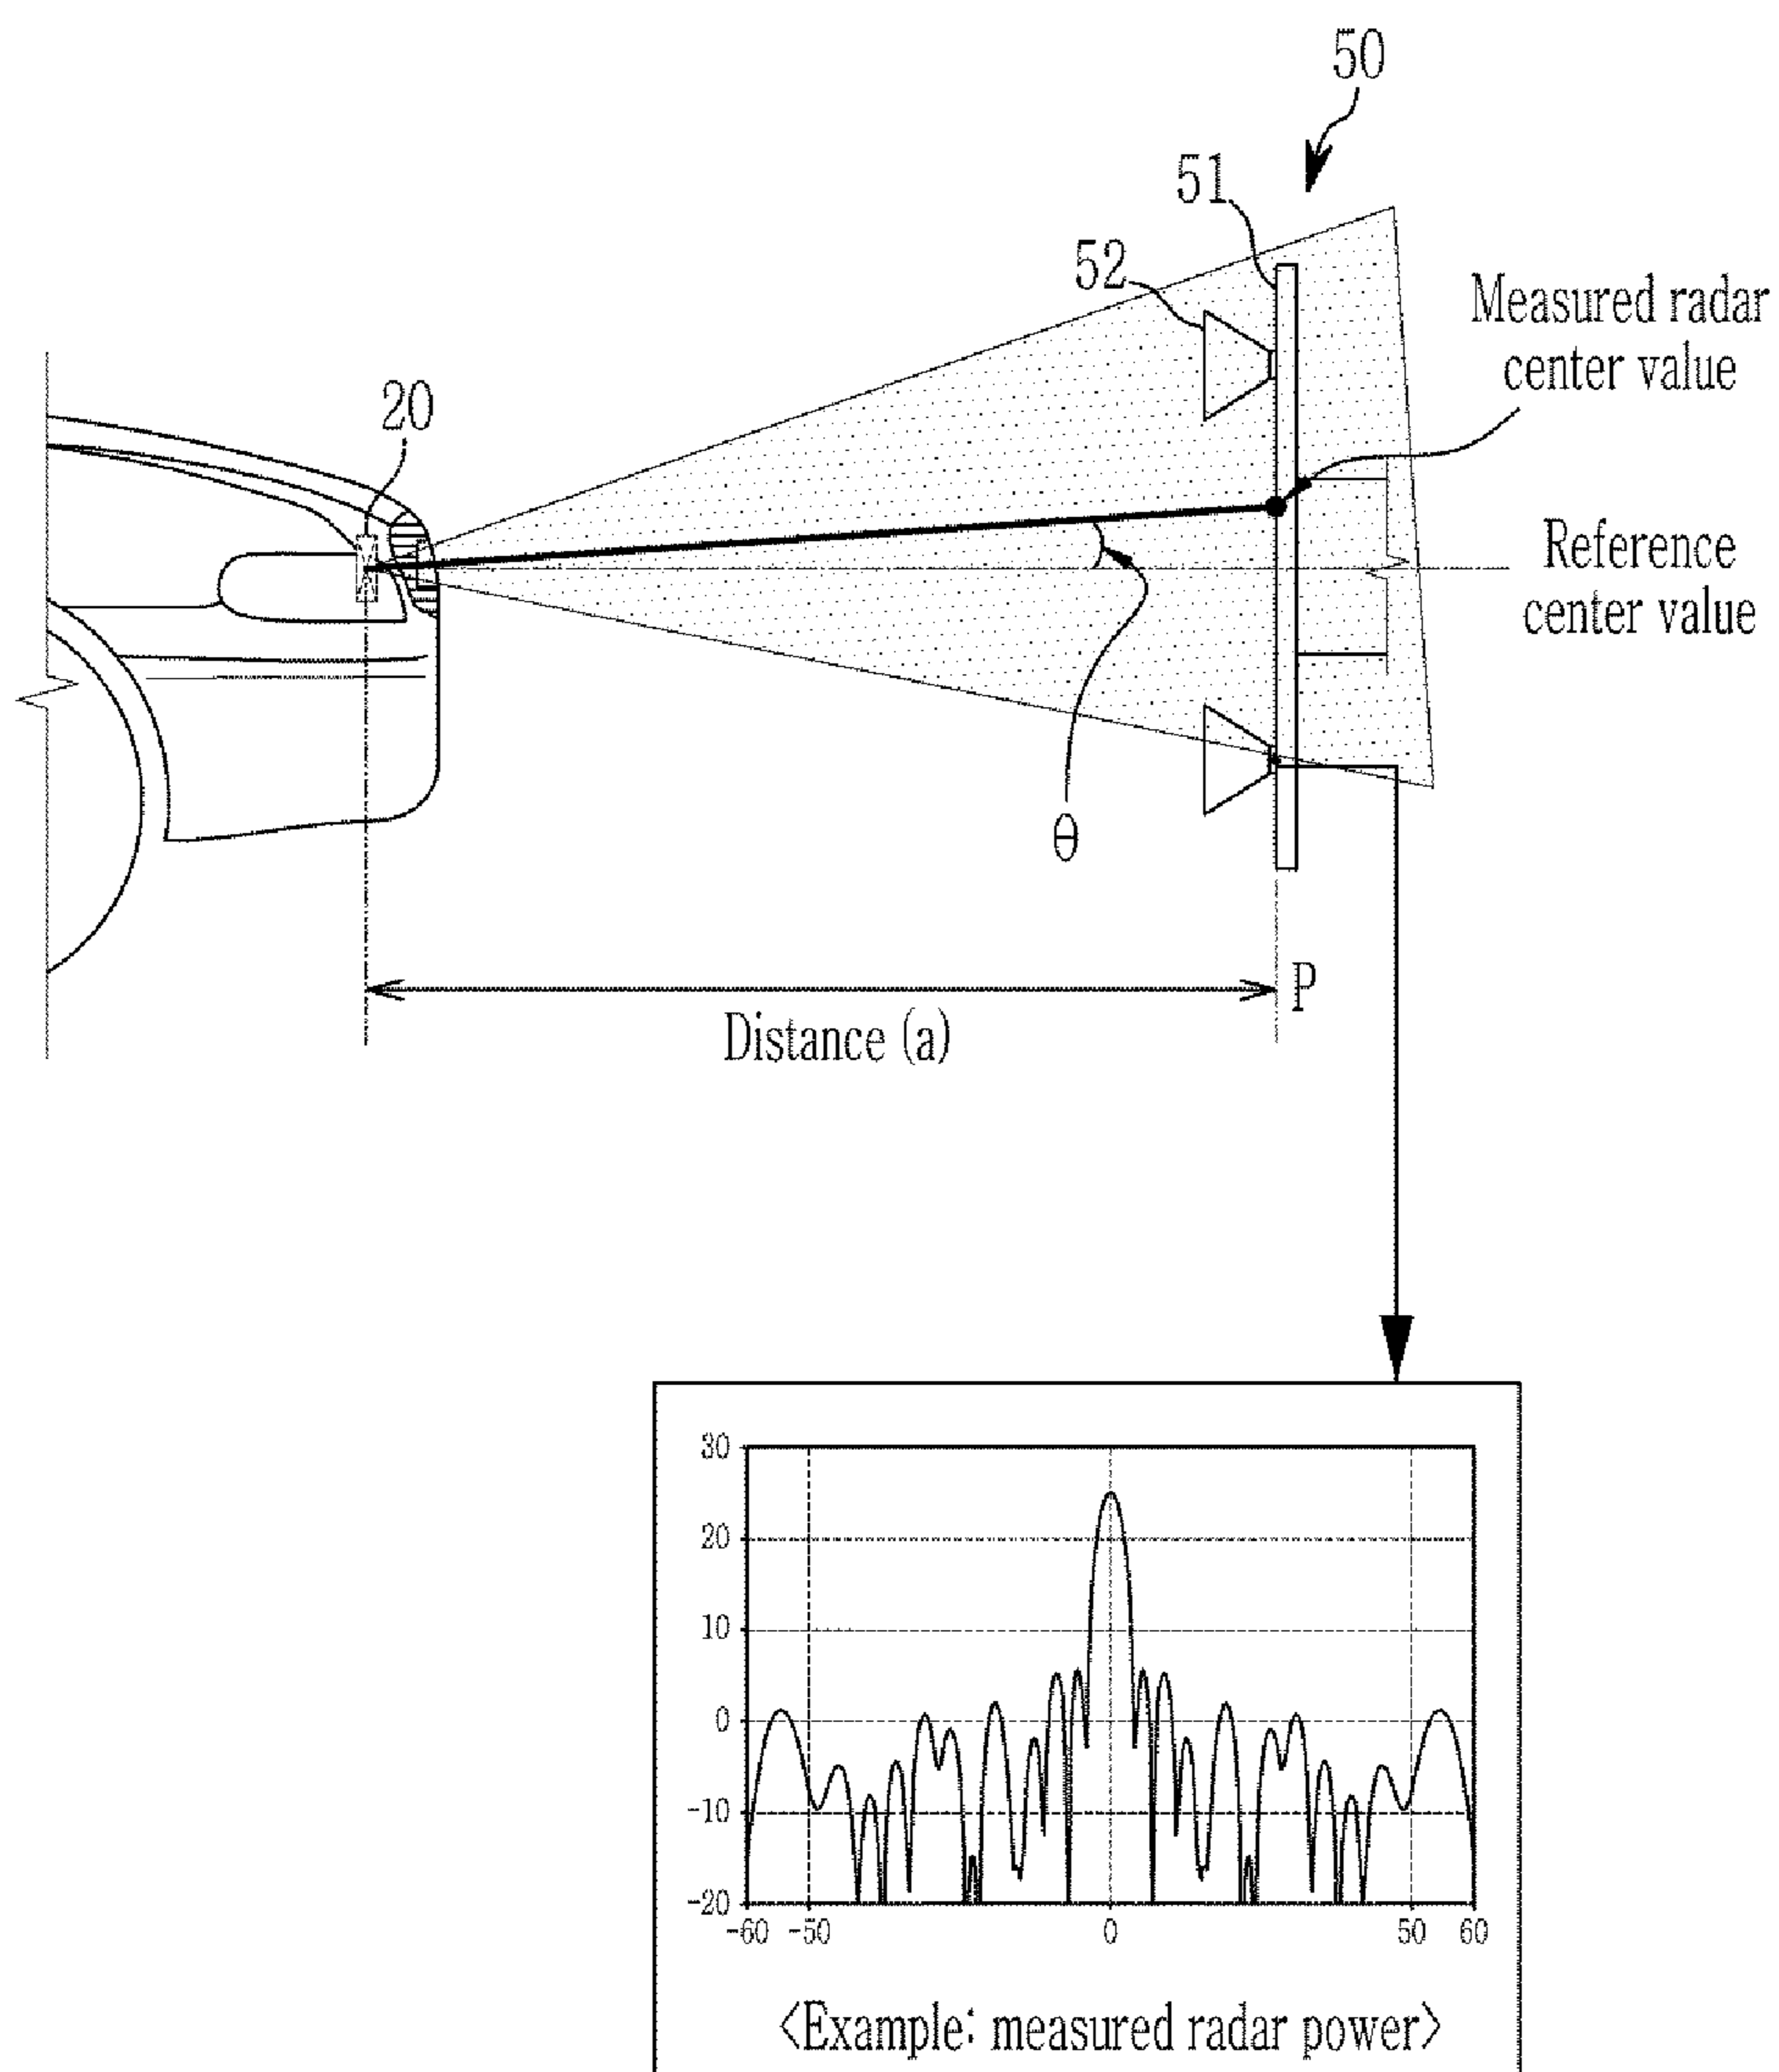 50
51
52
Measured radar
center value
20
Reference
center value
θ
P
Distance (a)
30
20
10
0
-10
-20
-60 -50 0 50 60
<Example: measured radar power>